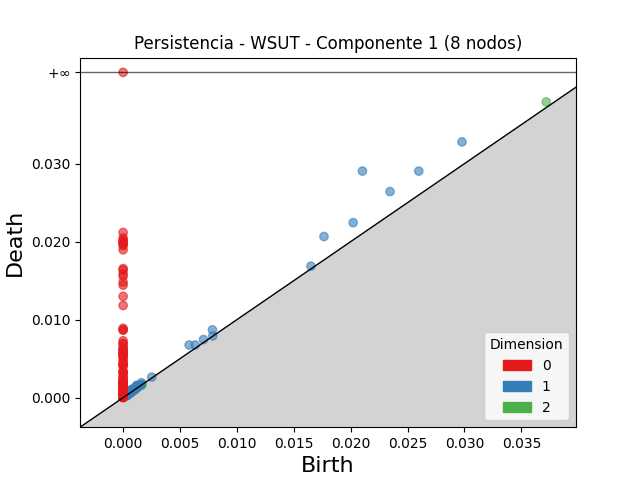 Persistencia - WSUT - Componente 1 (8 nodos)
+∞
0.030
0.020
0.010
0.000
Death
Dimension
0
1
2
0.000 0.005 0.010 0.015 0.020 0.025 0.030 0.035
Birth